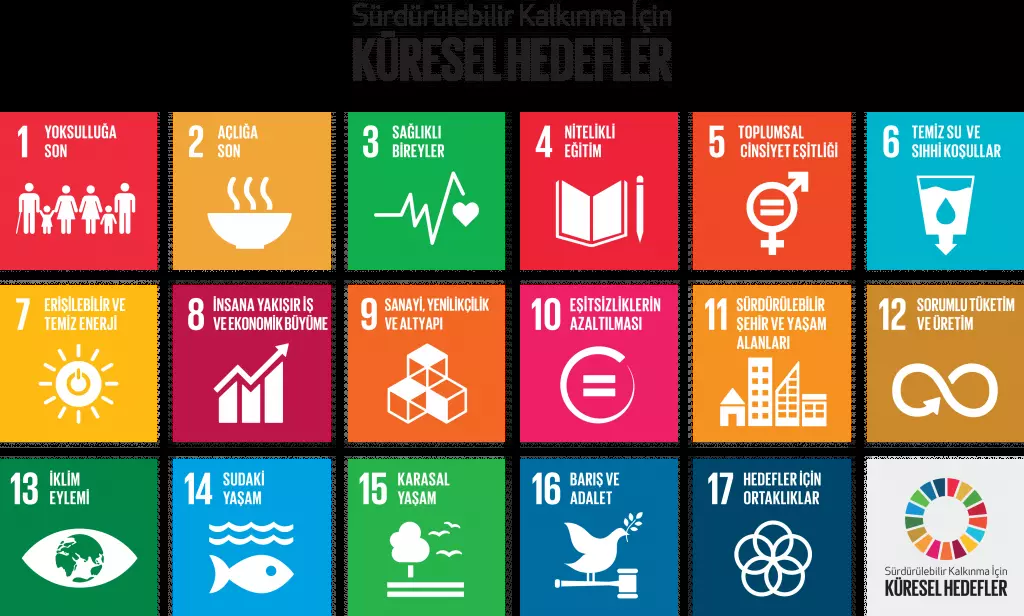 Sürdürülebilir Kalkınma İçin
KÜRESEL HEDEFLER
1 YOKSULLUĞA
SON
2 AÇLIĞA
SON
3 SAĞLIKLI
BİREYLER
4 NİTELİKLİ
EĞİTİM
5 TOPLUMSAL
CİNSİYET EŞİTLİĞİ
6 TEMİZ SU VE
SIHHİ KOŞULLAR
7 ERİŞİLEBİLİR VE
TEMİZ ENERJİ
8 İNSANA YAKIŞIR İŞ
VE EKONOMİK BÜYÜME
9 SANAYİ, YENİLİKÇİLİK
VE ALTYAPI
10 EŞİTSİZLİKLERİN
AZALTILMASI
11 SÜRDÜRÜLEBİLİR
ŞEHİR VE YAŞAM
ALANLARI
12 SORUMLU TÜKETİM
VE ÜRETİM
13 İKLİM
EYLEMİ
14 SUDAKİ
YAŞAM
15 KARASAL
YAŞAM
16 BARIŞ VE
ADALET
17 HEDEFLER İÇİN
ORTAKLIKLAR
Sürdürülebilir Kalkınma İçin
KÜRESEL HEDEFLER